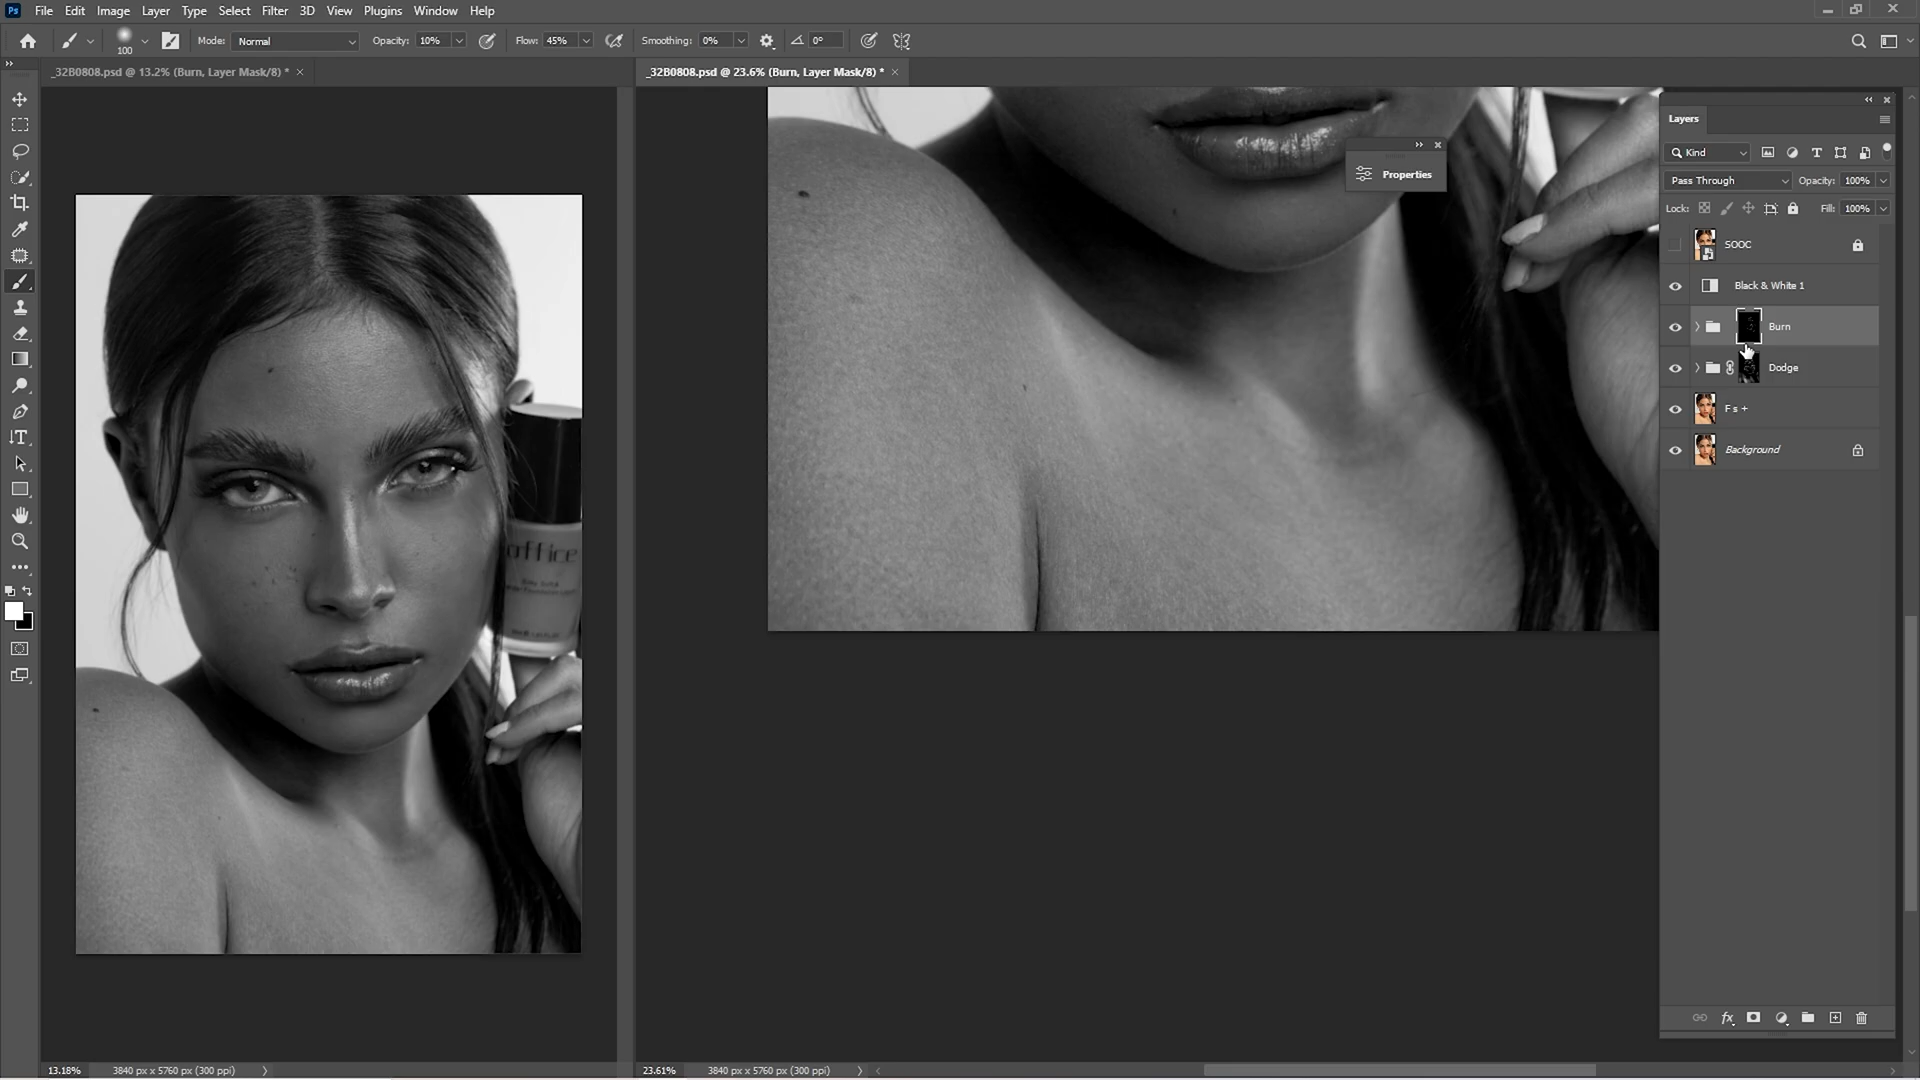 Ps File Edit Image Layer Type Select Filter 3D View Plugins Window Help
100 Mode: Normal Opacity: 10% Flow: 45% Smoothing: 0% 0°
_32B0808.psd @ 13.2% (Burn, Layer Mask/8) *
_32B0808.psd @ 23.6% (Burn, Layer Mask/8) *
Properties
office
Layers
Kind
Pass Through Opacity: 100%
Lock: Fill: 100%
SOOC
Black & White 1
Burn
Dodge
F s +
Background
fx
13.18% 3840 px x 5760 px (300 ppi)
23.61% 3840 px x 5760 px (300 ppi)